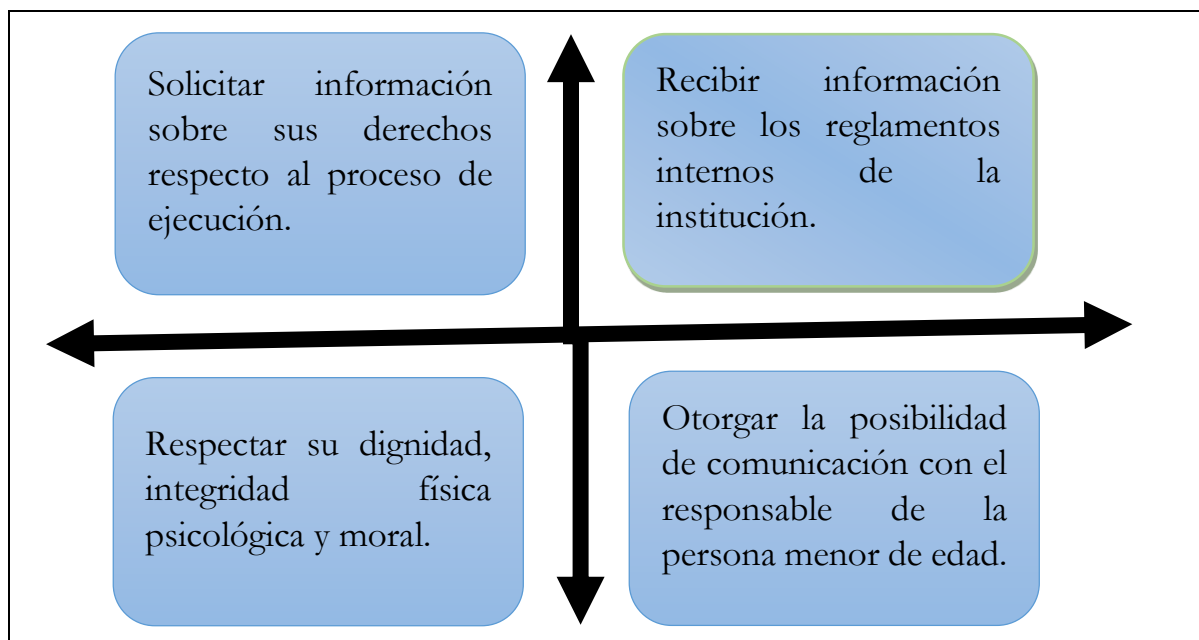 Solicitar información
sobre sus derechos
respecto al proceso de
ejecución.
Recibir información
sobre los reglamentos
internos de la
institución.
Respectar su dignidad,
integridad física
psicológica y moral.
Otorgar la posibilidad
de comunicación con el
responsable de la
persona menor de edad.